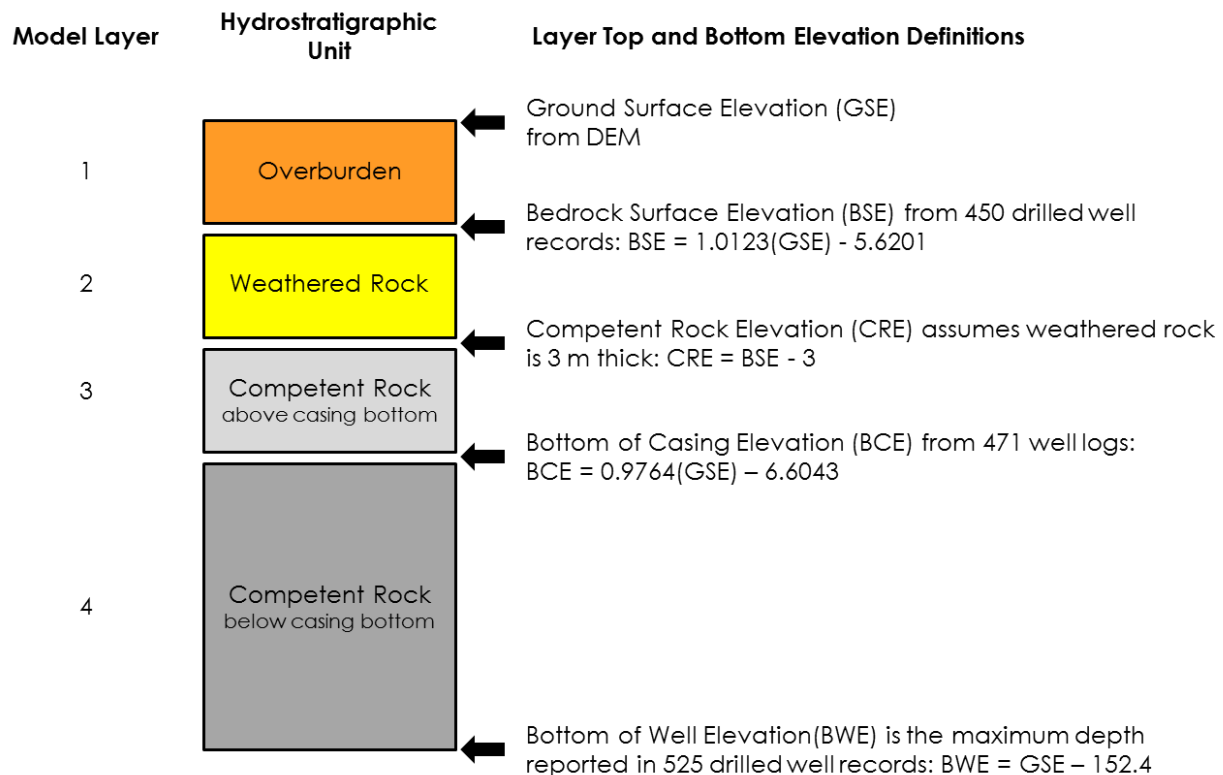 Model Layer
Hydrostratigraphic
Unit
Layer Top and Bottom Elevation Definitions
Ground Surface Elevation (GSE)
from DEM
1
Overburden
Bedrock Surface Elevation (BSE) from 450 drilled well
records: BSE = 1.0123(GSE) - 5.6201
2
Weathered Rock
Competent Rock Elevation (CRE) assumes weathered rock
is 3 m thick: CRE = BSE - 3
3
Competent Rock
above casing bottom
Bottom of Casing Elevation (BCE) from 471 well logs:
BCE = 0.9764(GSE) – 6.6043
4
Competent Rock
below casing bottom
Bottom of Well Elevation(BWE) is the maximum depth
reported in 525 drilled well records: BWE = GSE – 152.4